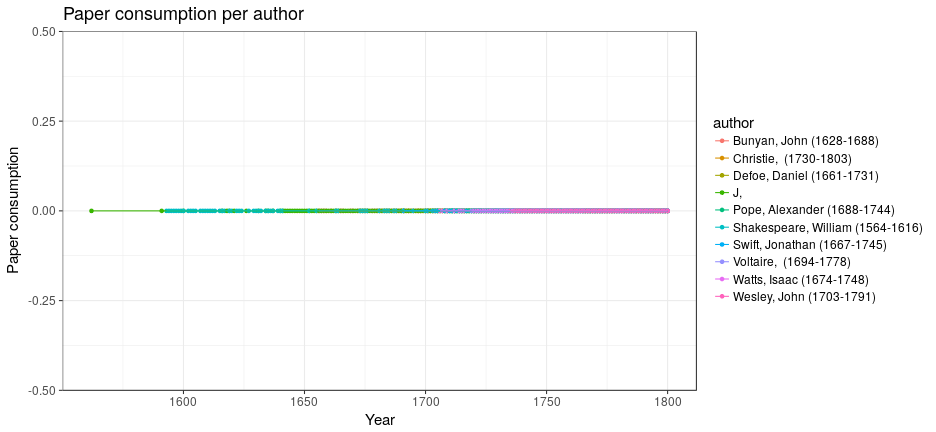 Paper consumption per author
0.50
0.25
0.00
-0.25
-0.50
Paper consumption
1600
1650
1700
1750
1800
Year
author
Bunyan, John (1628-1688)
Christie,  (1730-1803)
Defoe, Daniel (1661-1731)
J,
Pope, Alexander (1688-1744)
Shakespeare, William (1564-1616)
Swift, Jonathan (1667-1745)
Voltaire,  (1694-1778)
Watts, Isaac (1674-1748)
Wesley, John (1703-1791)